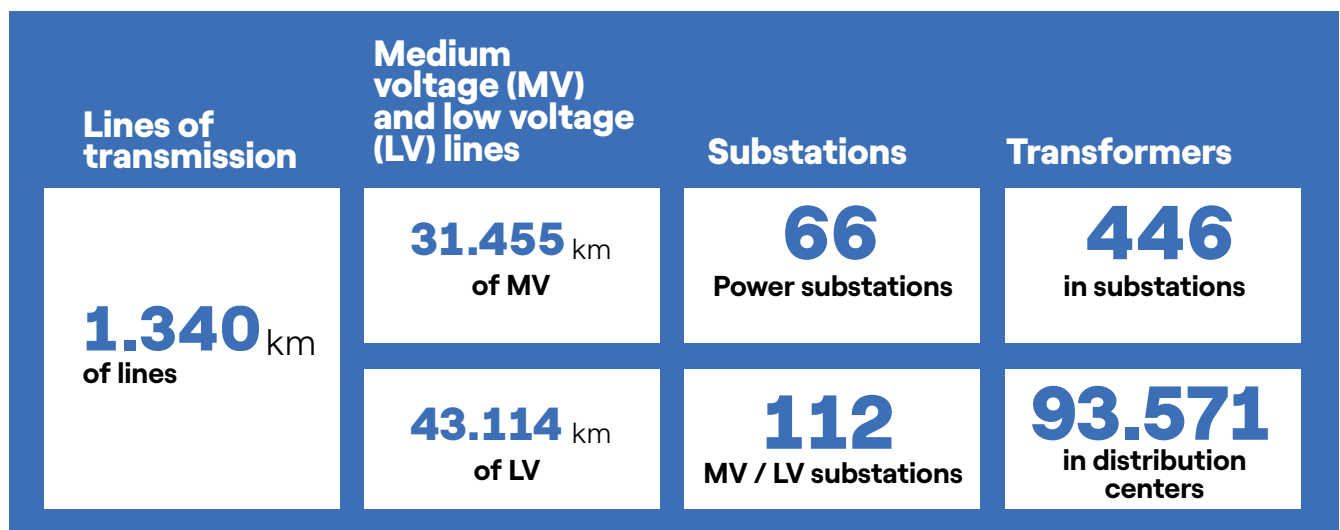 Lines of
transmission
1.340 km
of lines
Medium
voltage (MV)
and low voltage
(LV) lines
31.455 km
of MV
43.114 km
of LV
Substations
66
Power substations
112
MV / LV substations
Transformers
446
in substations
93.571
in distribution
centers